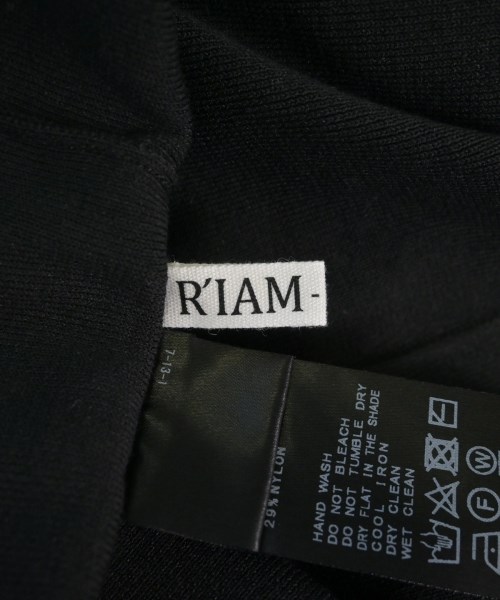 R'IAM-
7-13-1
29% NYLON
HAND WASH
DO NOT BLEACH
DO NOT TUMBLE DRY
DRY FLAT IN THE SHADE
COOL IRON
DRY CLEAN
WET CLEAN
W